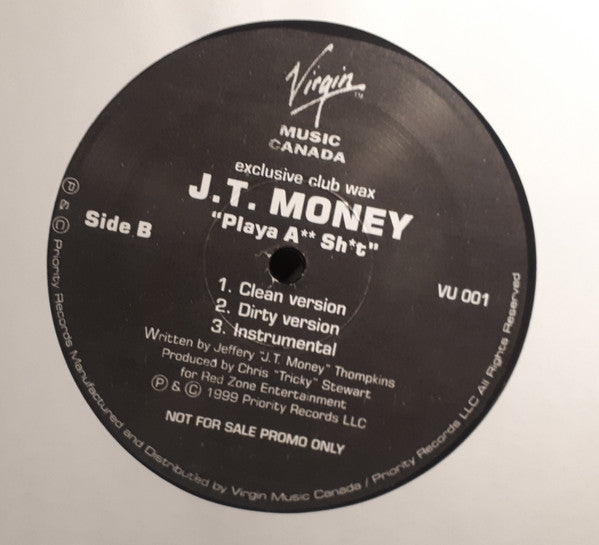 Virgin™
MUSIC
CANADA
exclusive club wax
J.T. MONEY
"Playa A** Sh*t"
Side B
VU 001
1. Clean version
2. Dirty version
3. Instrumental
Written by Jeffery "J.T. Money" Thompkins
Produced by Chris "Tricky" Stewart
for Red Zone Entertainment
Ⓟ & Ⓒ 1999 Priority Records LLC
NOT FOR SALE PROMO ONLY
Ⓟ & Ⓒ Priority Records Manufactured and Distributed by Virgin Music Canada / Priority Records LLC All Rights Reserved